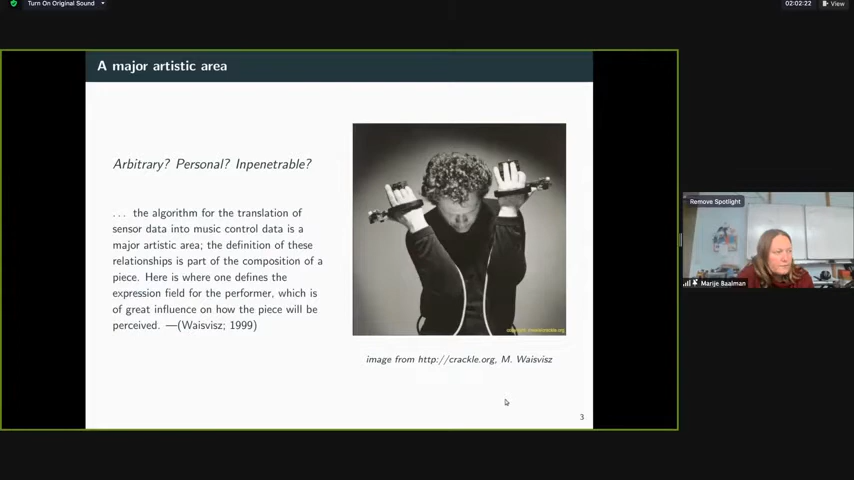 Turn On Original Sound
02:02:22
View
A major artistic area
Arbitrary? Personal? Inpenetrable?
... the algorithm for the translation of
sensor data into music control data is a
major artistic area; the definition of these
relationships is part of the composition of a
piece. Here is where one defines the
expression field for the performer, which is
of great influence on how the piece will be
perceived. —(Waisvisz; 1999)
image from http://crackle.org, M. Waisvisz
3
Remove Spotlight
Marije Baalman